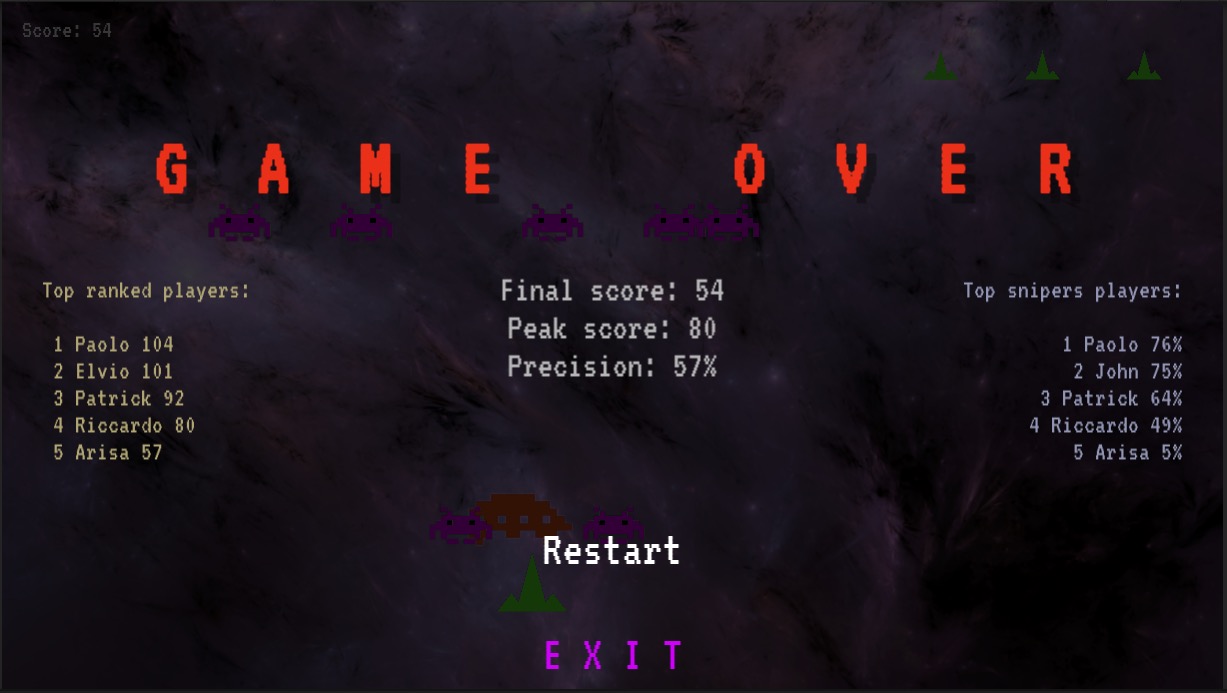 Score: 54
G A M E O V E R
Top ranked players:
1 Paolo 104
2 Elvio 101
3 Patrick 92
4 Riccardo 80
5 Arisa 57
Final score: 54
Peak score: 80
Precision: 57%
Top snipers players:
1 Paolo 76%
2 John 75%
3 Patrick 64%
4 Riccardo 49%
5 Arisa 5%
Restart
E X I T